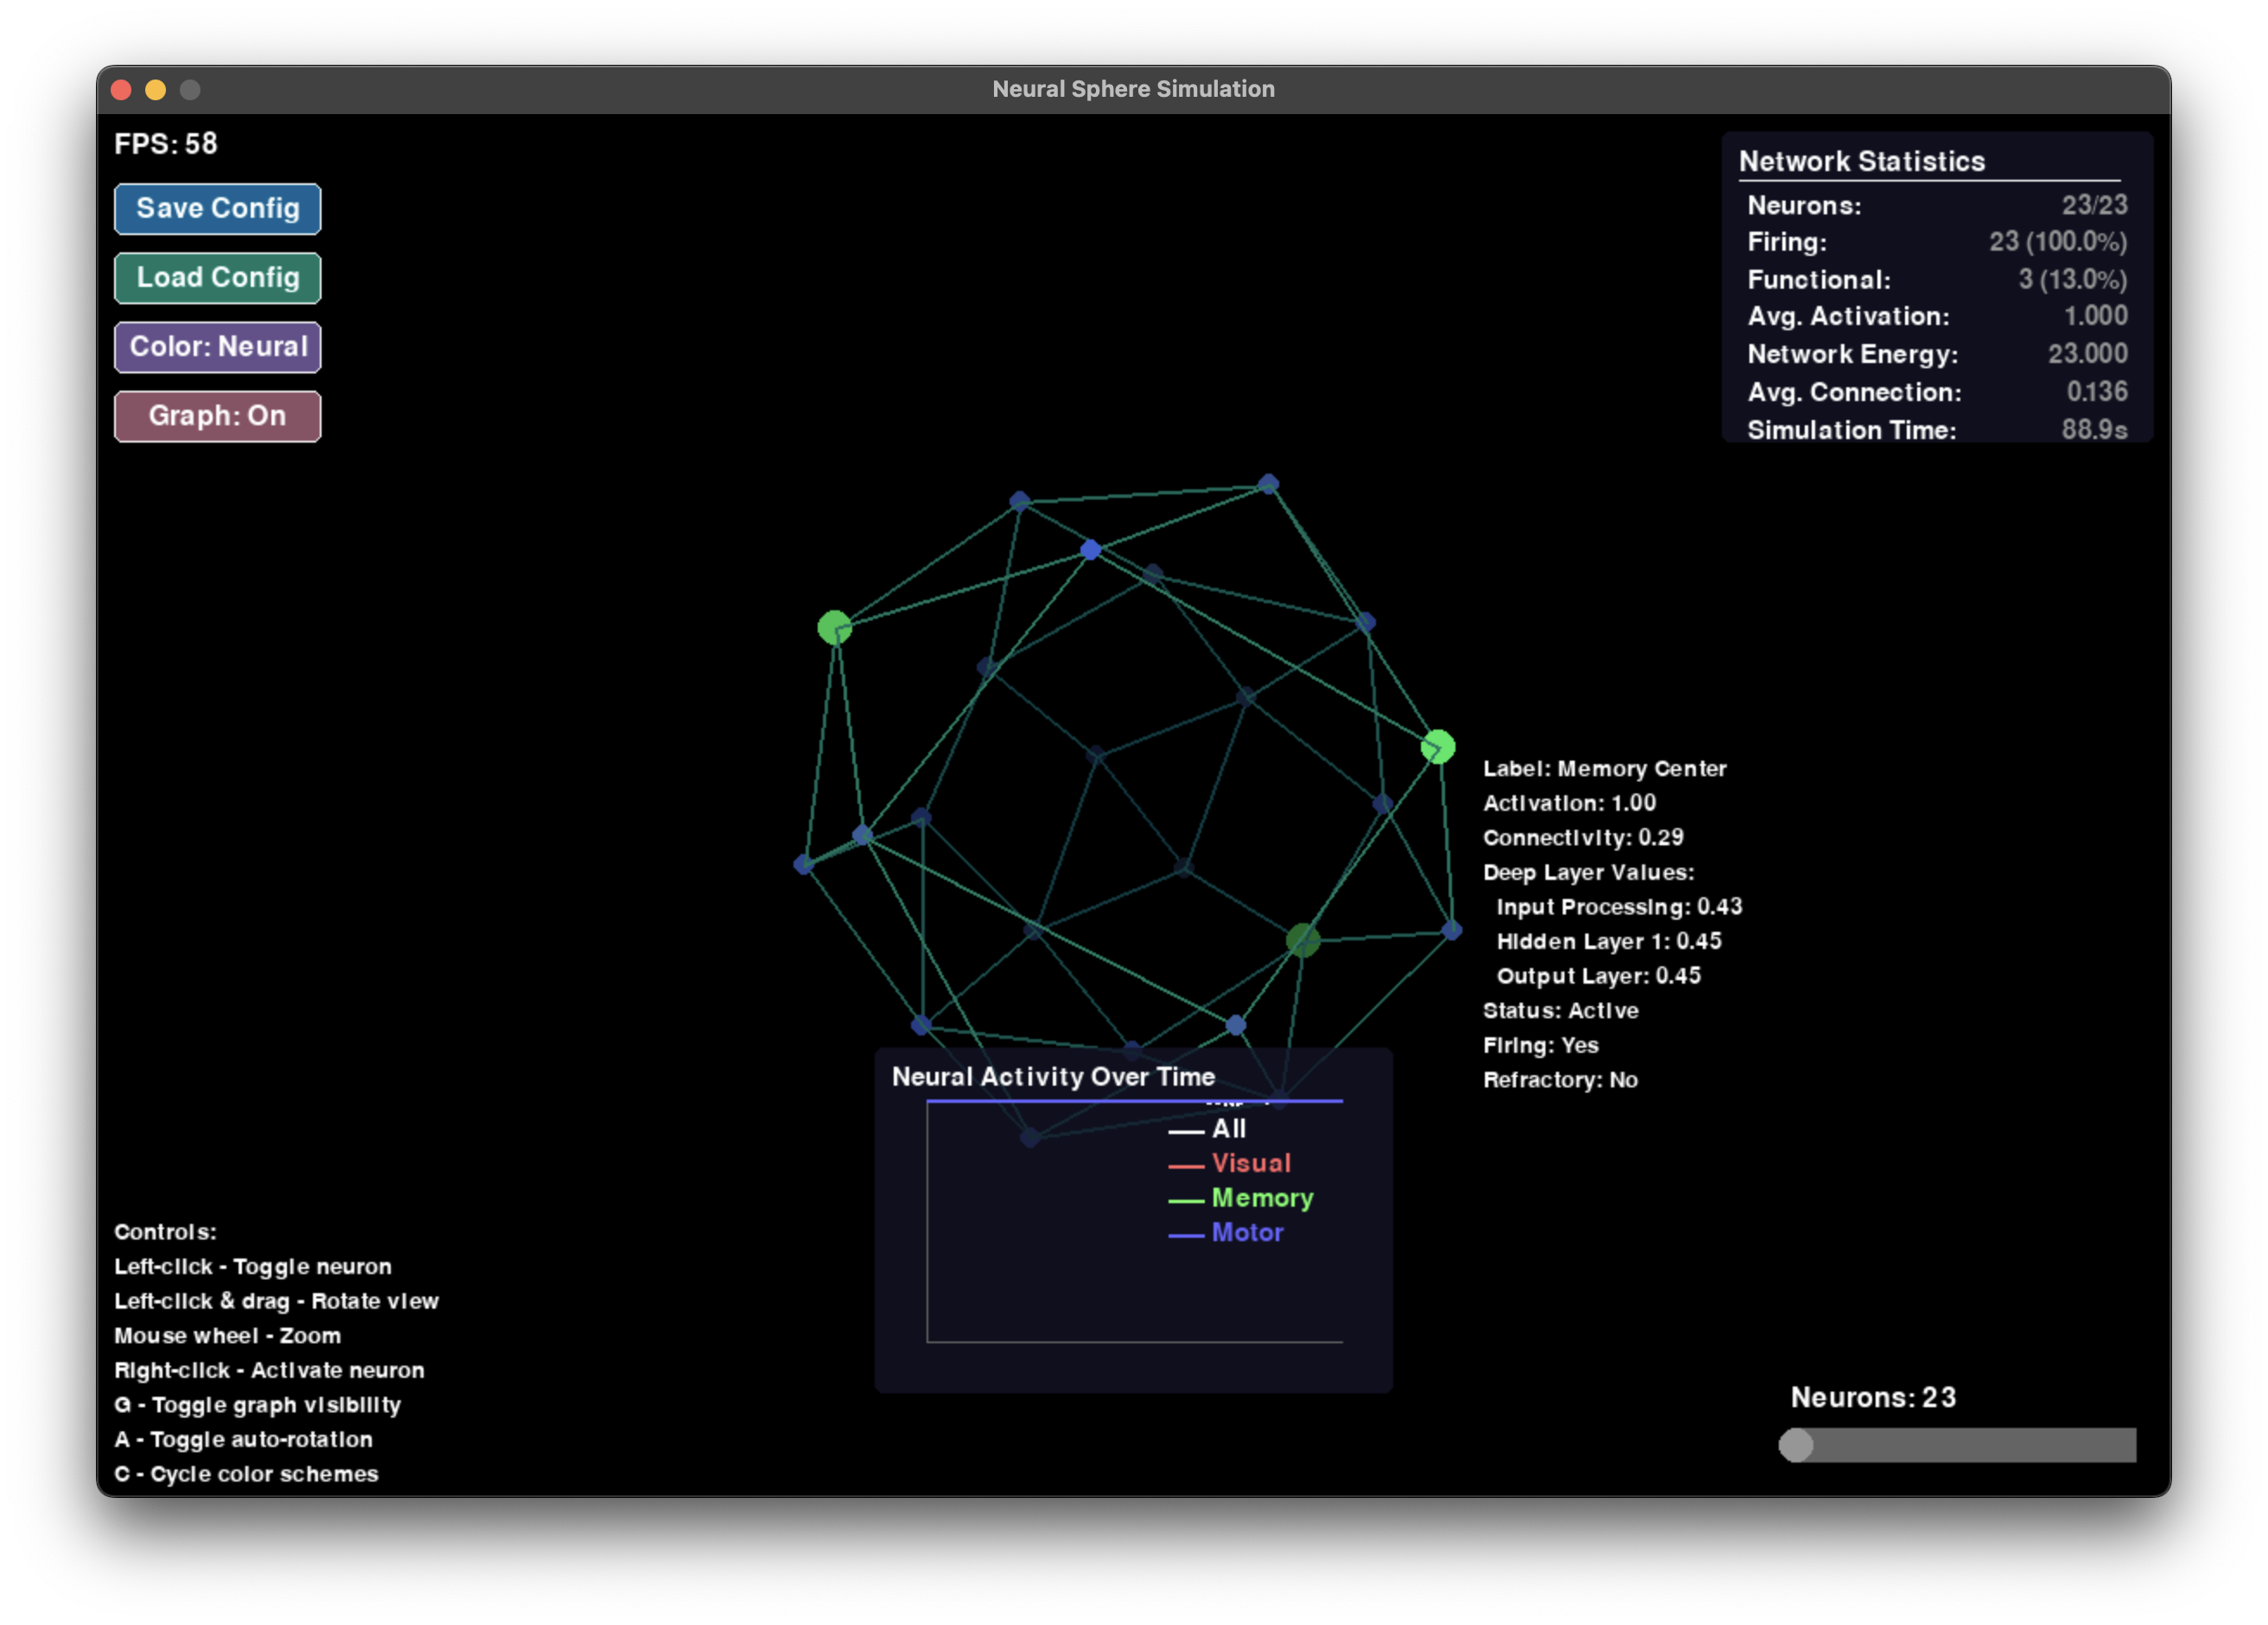 Neural Sphere Simulation
FPS: 58
Save Config
Load Config
Color: Neural
Graph: On
Network Statistics
Neurons: 23/23
Firing: 23 (100.0%)
Functional: 3 (13.0%)
Avg. Activation: 1.000
Network Energy: 23.000
Avg. Connection: 0.136
Simulation Time: 88.9s
Label: Memory Center
Activation: 1.00
Connectivity: 0.29
Deep Layer Values:
Input Processing: 0.43
Hidden Layer 1: 0.45
Output Layer: 0.45
Status: Active
Firing: Yes
Refractory: No
Neural Activity Over Time
All
Visual
Memory
Motor
Controls:
Left-click - Toggle neuron
Left-click & drag - Rotate view
Mouse wheel - Zoom
Right-click - Activate neuron
G - Toggle graph visibility
A - Toggle auto-rotation
C - Cycle color schemes
Neurons: 23